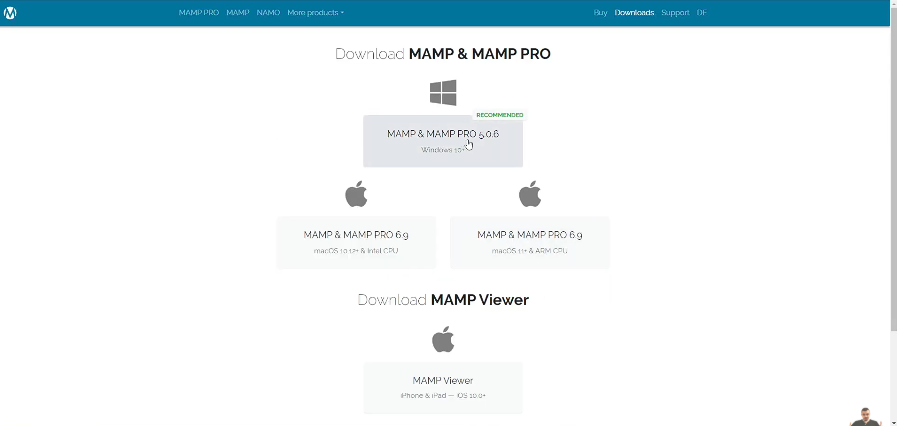 MAMP PRO MAMP NAMO More products Buy Downloads Support DE
Download MAMP & MAMP PRO
RECOMMENDED
MAMP & MAMP PRO 5.0.6
Windows 10+
MAMP & MAMP PRO 6.9 MAMP & MAMP PRO 6.9
macOS 10.12+ & Intel CPU macOS 11+ & ARM CPU
Download MAMP Viewer
MAMP Viewer
iPhone & iPad — iOS 10.0+